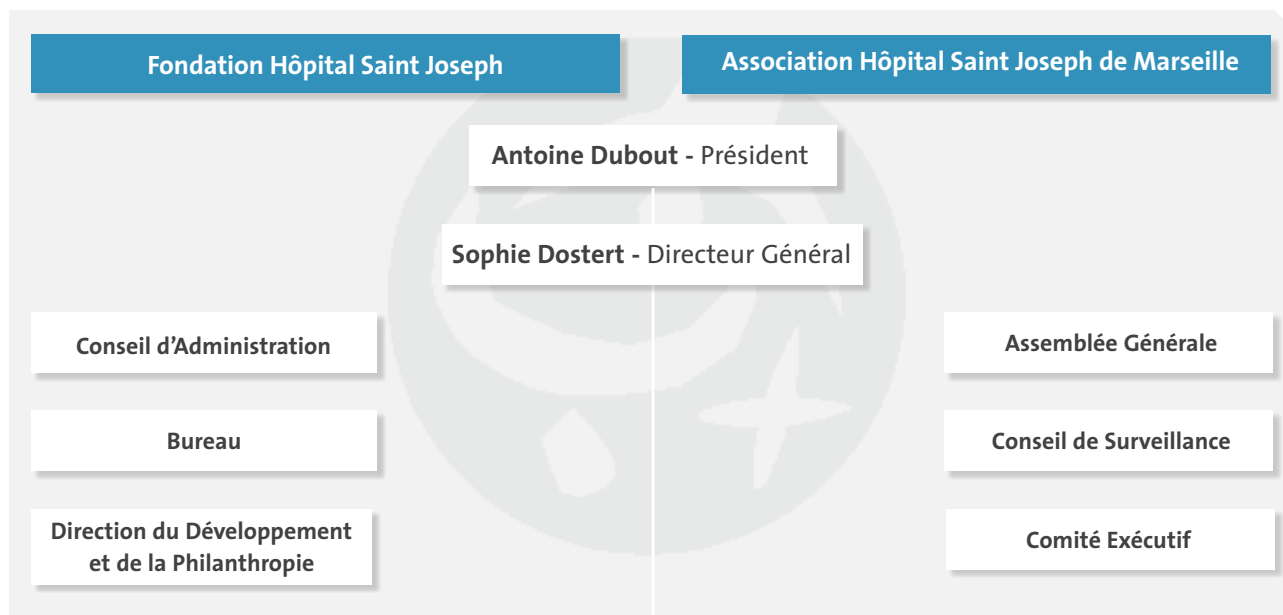 Fondation Hôpital Saint Joseph
Association Hôpital Saint Joseph de Marseille
Antoine Dubout - Président
Sophie Dostert - Directeur Général
Conseil d’Administration
Bureau
Direction du Développement
et de la Philanthropie
Assemblée Générale
Conseil de Surveillance
Comité Exécutif